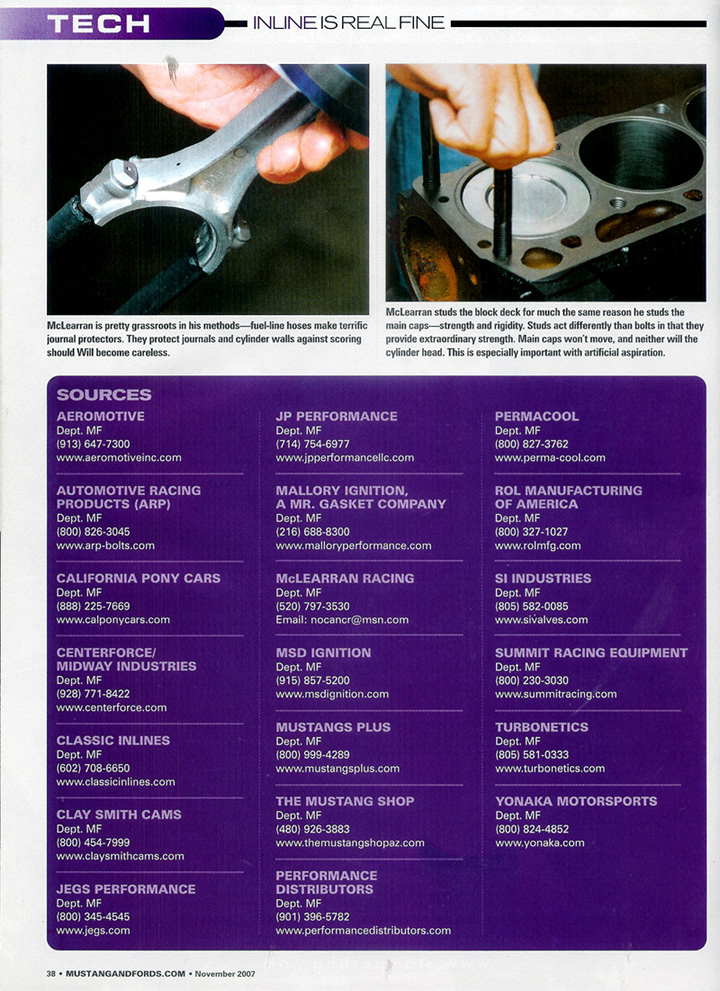 TECH
INLINE IS REAL FINE
McLearran is pretty grassroots in his methods—fuel-line hoses make terrific
journal protectors. They protect journals and cylinder walls against scoring
should Will become careless.
McLearran studs the block deck for much the same reason he studs the
main caps—strength and rigidity. Studs act differently than bolts in that they
provide extraordinary strength. Main caps won't move, and neither will the
cylinder head. This is especially important with artificial aspiration.
SOURCES
AEROMOTIVE
Dept. MF
(913) 647-7300
www.aeromotiveinc.com
AUTOMOTIVE RACING
PRODUCTS (ARP)
Dept. MF
(800) 826-3045
www.arp-bolts.com
CALIFORNIA PONY CARS
Dept. MF
(888) 225-7669
www.calponycars.com
CENTERFORCE/
MIDWAY INDUSTRIES
Dept. MF
(928) 771-8422
www.centerforce.com
CLASSIC INLINES
Dept. MF
(602) 708-6650
www.classicinlines.com
CLAY SMITH CAMS
Dept. MF
(800) 454-7999
www.claysmithcams.com
JEGS PERFORMANCE
Dept. MF
(800) 345-4545
www.jegs.com
JP PERFORMANCE
Dept. MF
(714) 754-6977
www.jpperformancellc.com
MALLORY IGNITION,
A MR. GASKET COMPANY
Dept. MF
(216) 688-8300
www.malloryperformance.com
McLEARRAN RACING
Dept. MF
(520) 797-3530
Email: nocancr@msn.com
MSD IGNITION
Dept. MF
(915) 857-5200
www.msdignition.com
MUSTANGS PLUS
Dept. MF
(800) 999-4289
www.mustangsplus.com
THE MUSTANG SHOP
Dept. MF
(480) 926-3883
www.themustangshopaz.com
PERFORMANCE
DISTRIBUTORS
Dept. MF
(901) 396-5782
www.performancedistributors.com
PERMACOOL
Dept. MF
(800) 827-3762
www.perma-cool.com
ROL MANUFACTURING
OF AMERICA
Dept. MF
(800) 327-1027
www.rolmfg.com
SI INDUSTRIES
Dept. MF
(805) 582-0085
www.sivalves.com
SUMMIT RACING EQUIPMENT
Dept. MF
(800) 230-3030
www.summitracing.com
TURBONETICS
Dept. MF
(805) 581-0333
www.turbonetics.com
YONAKA MOTORSPORTS
Dept. MF
(800) 824-4852
www.yonaka.com
38 • MUSTANGANDFORDS.COM • November 2007